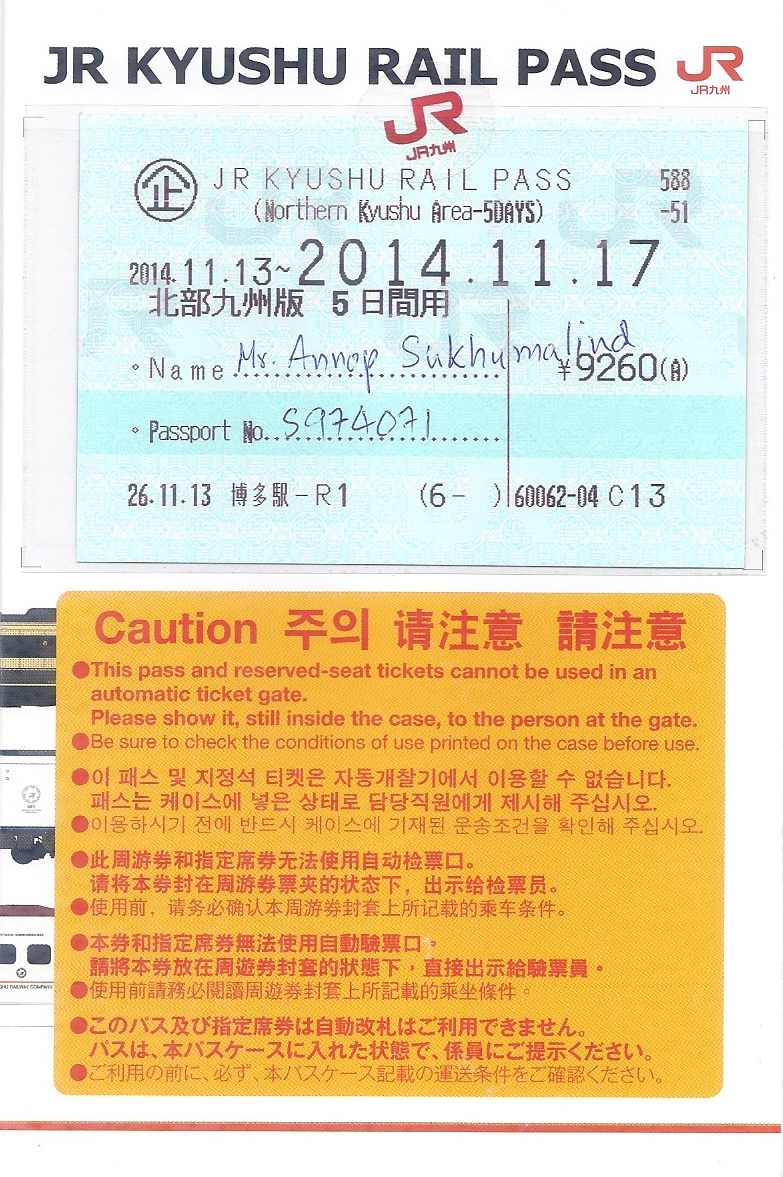 JR KYUSHU RAIL PASS JR
JR九州
JR
JR九州
企 JR KYUSHU RAIL PASS 588
(Northern Kyushu Area-5DAYS) -51
2014.11.13~2014.11.17
北部九州版 5日間用
。Name Mr. Annop Sukhumalind ¥9260(A)
。Passport No. S974071
26.11.13 博多駅-R1 (6- ) 60062-04 C13
Caution 주의 请注意 請注意
●This pass and reserved-seat tickets cannot be used in an
automatic ticket gate.
Please show it, still inside the case, to the person at the gate.
●Be sure to check the conditions of use printed on the case before use.
●이 패스 및 지정석 티켓은 자동개찰기에서 이용할 수 없습니다.
패스는 케이스에 넣은 상태로 담당직원에게 제시해 주십시오.
●이용하시기 전에 반드시 케이스에 기재된 운송조건을 확인해 주십시오.
●此周游券和指定席券无法使用自动检票口。
请将本券封在周游券票夹的状态下，出示给检票员。
●使用前，请务必确认本周游券封套上所记载的乘车条件。
●本券和指定席券無法使用自動驗票口。
請將本券放在周遊券封套的狀態下，直接出示給驗票員。
●使用前請務必閱讀周遊券封套上所記載的乘坐條件。
●このパス及び指定席券は自動改札はご利用できません。
パスは、本パスケースに入れた状態で、係員にご提示ください。
●ご利用の前に、必ず、本パスケース記載の運送条件をご確認ください。